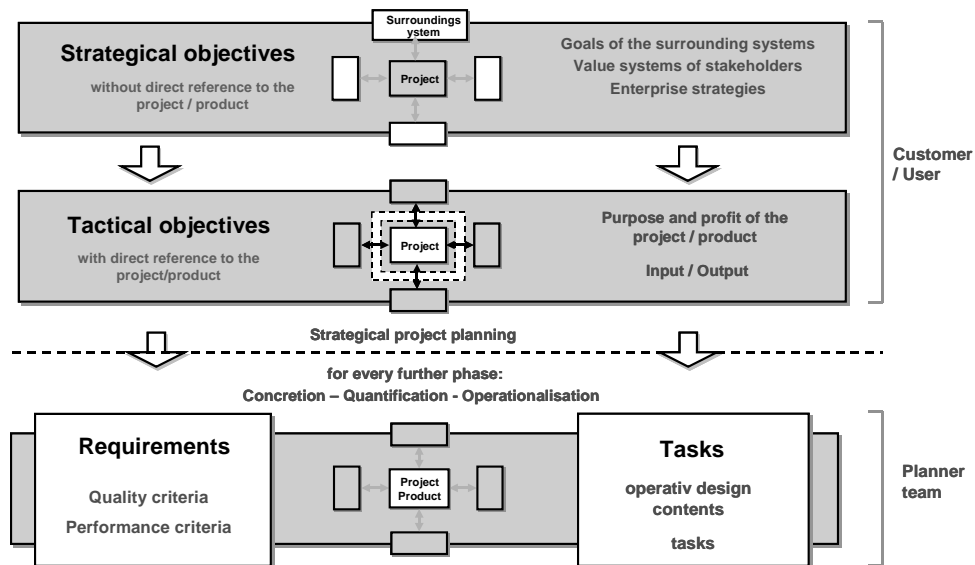 Surroundings
ystem
Strategical objectives
without direct reference to the
project / product
Project
Goals of the surrounding systems
Value systems of stakeholders
Enterprise strategies
Customer
/ User
Tactical objectives
with direct reference to the
project/product
Project
Purpose and profit of the
project / product
Input / Output
Strategical project planning
for every further phase:
Concretion – Quantification - Operationalisation
Requirements
Quality criteria
Performance criteria
Project
Product
Tasks
operativ design
contents
tasks
Planner
team